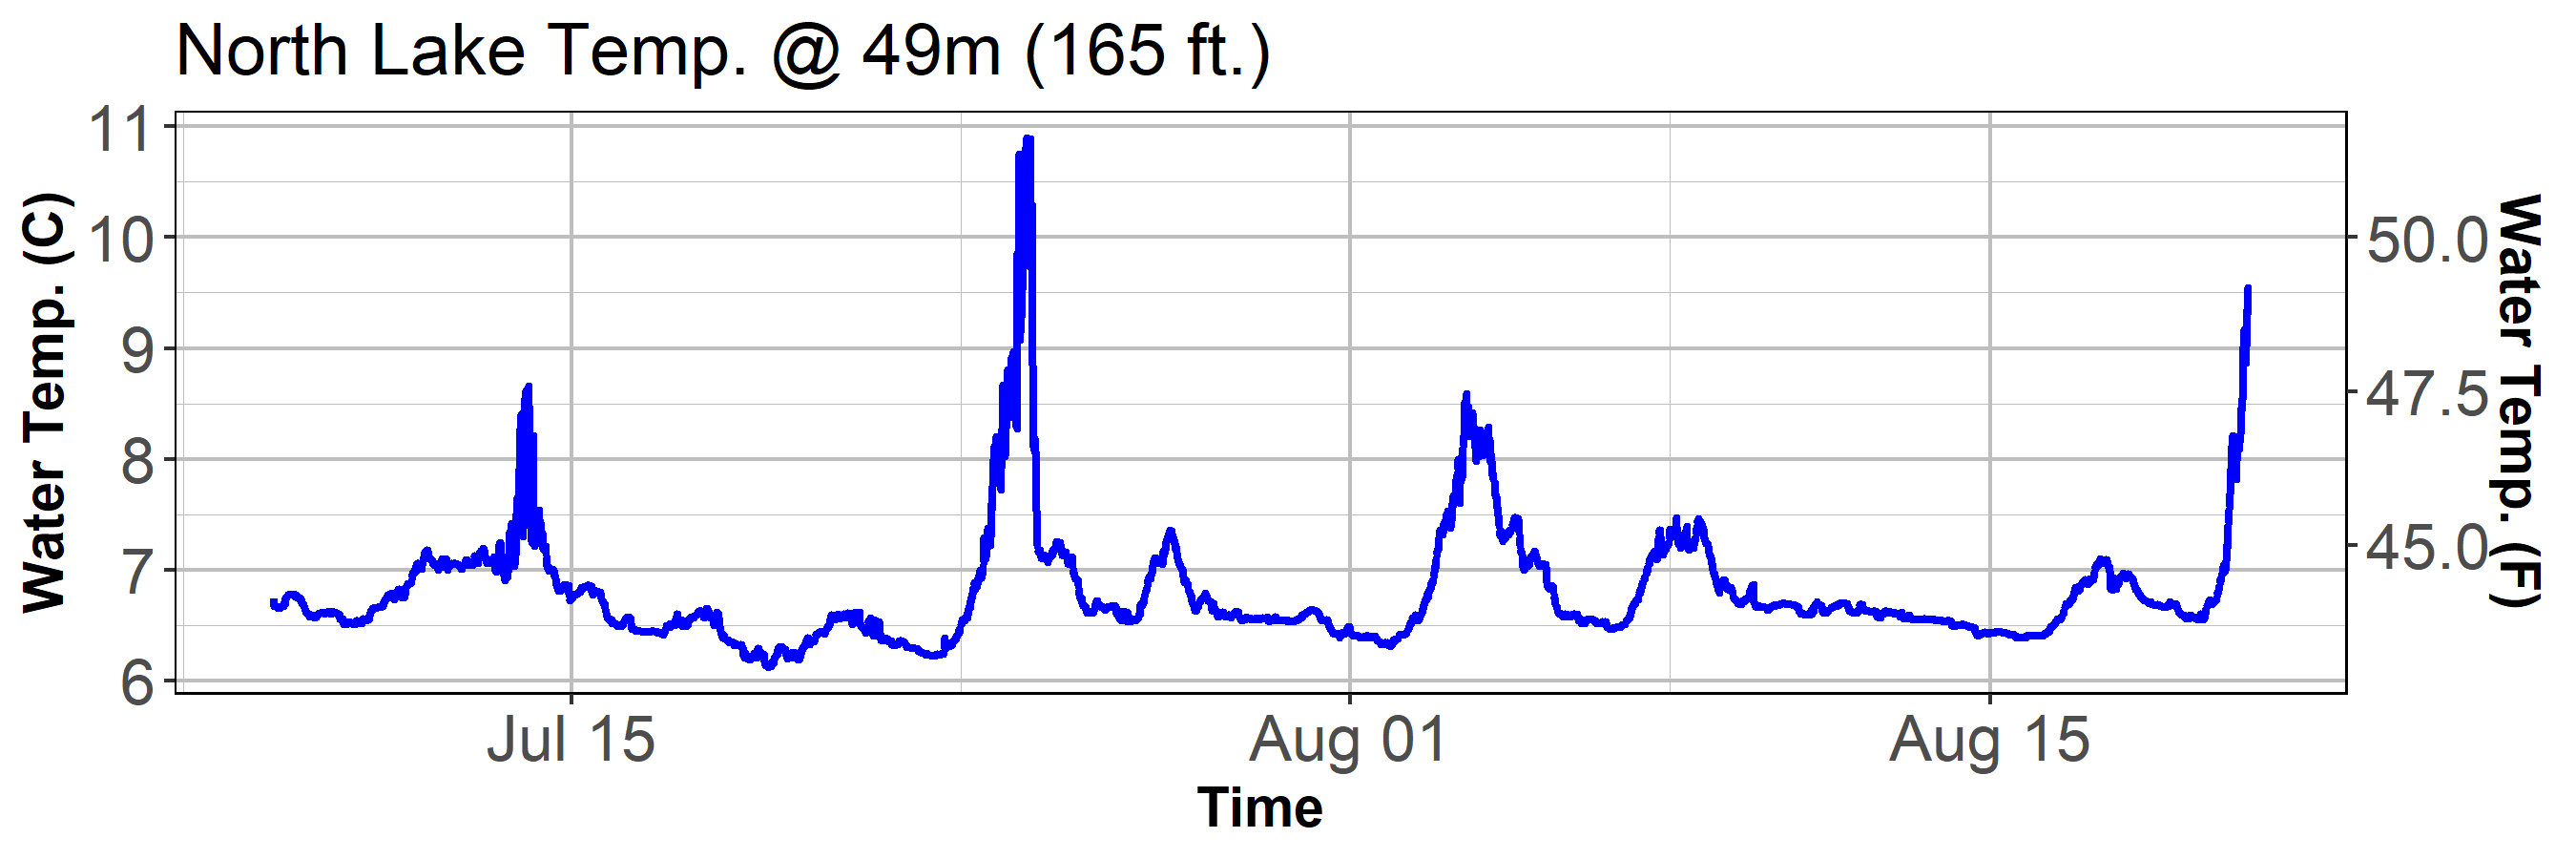 North Lake Temp. @ 49m (165 ft.)
11
10
9
8
7
6
Water Temp. (C)
50.0
47.5
45.0
Water Temp. (F)
Jul 15
Aug 01
Aug 15
Time